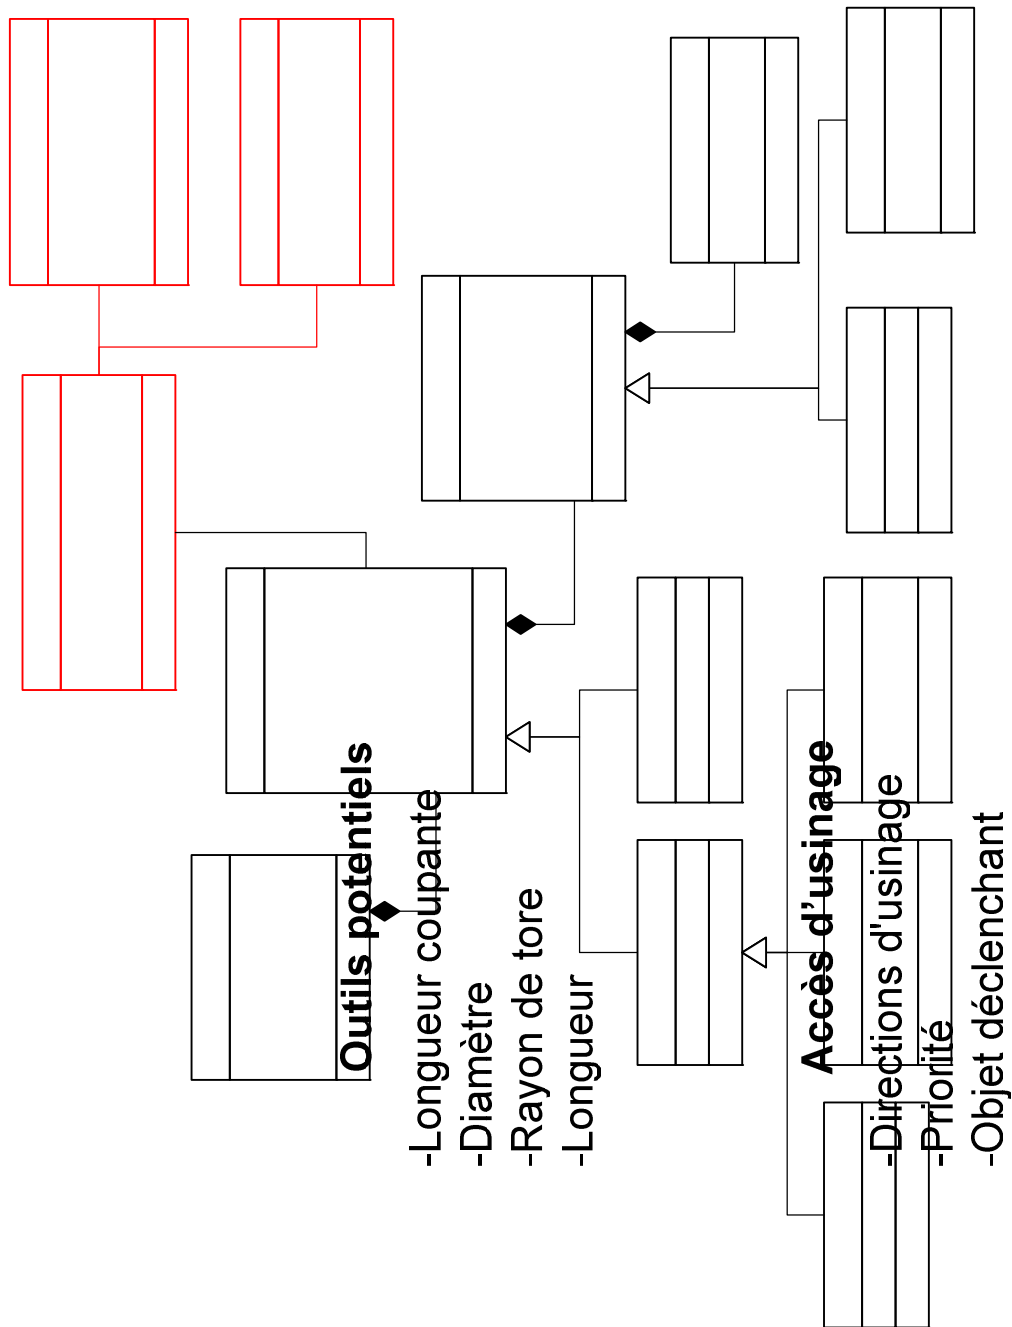 Outils potentiels
-Longueur coupante
-Diamètre
-Rayon de tore
-Longueur
Accès d'usinage
-Directions d'usinage
-Priorité
-Objet déclenchant